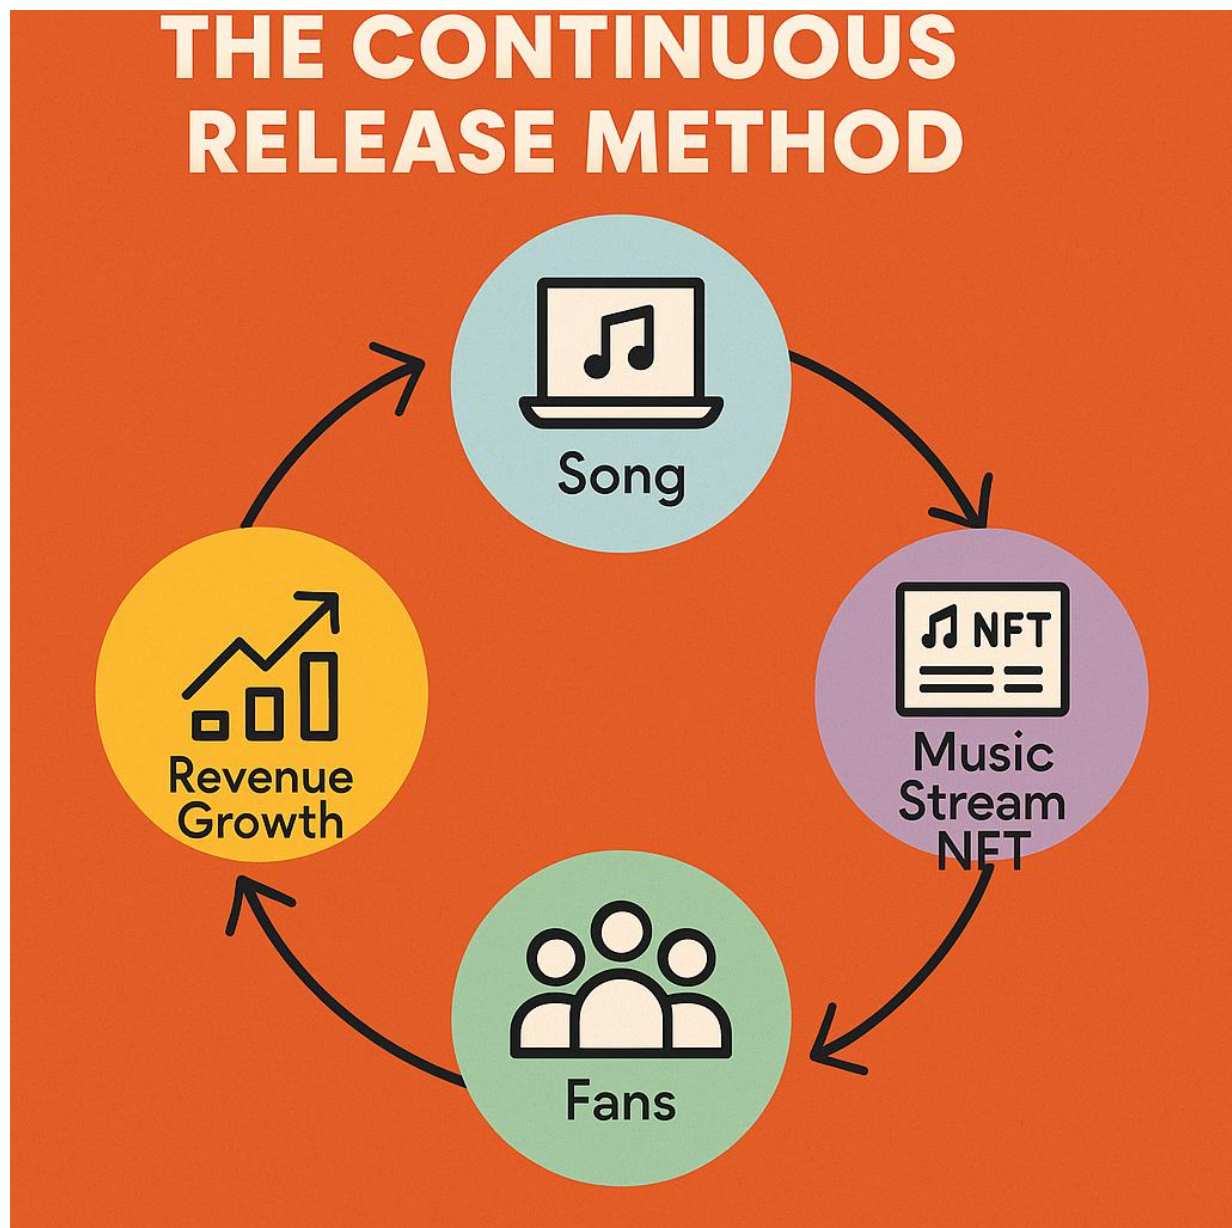 THE CONTINUOUS
RELEASE METHOD
Song
NFT
Music
Stream
NFT
Revenue
Growth
Fans